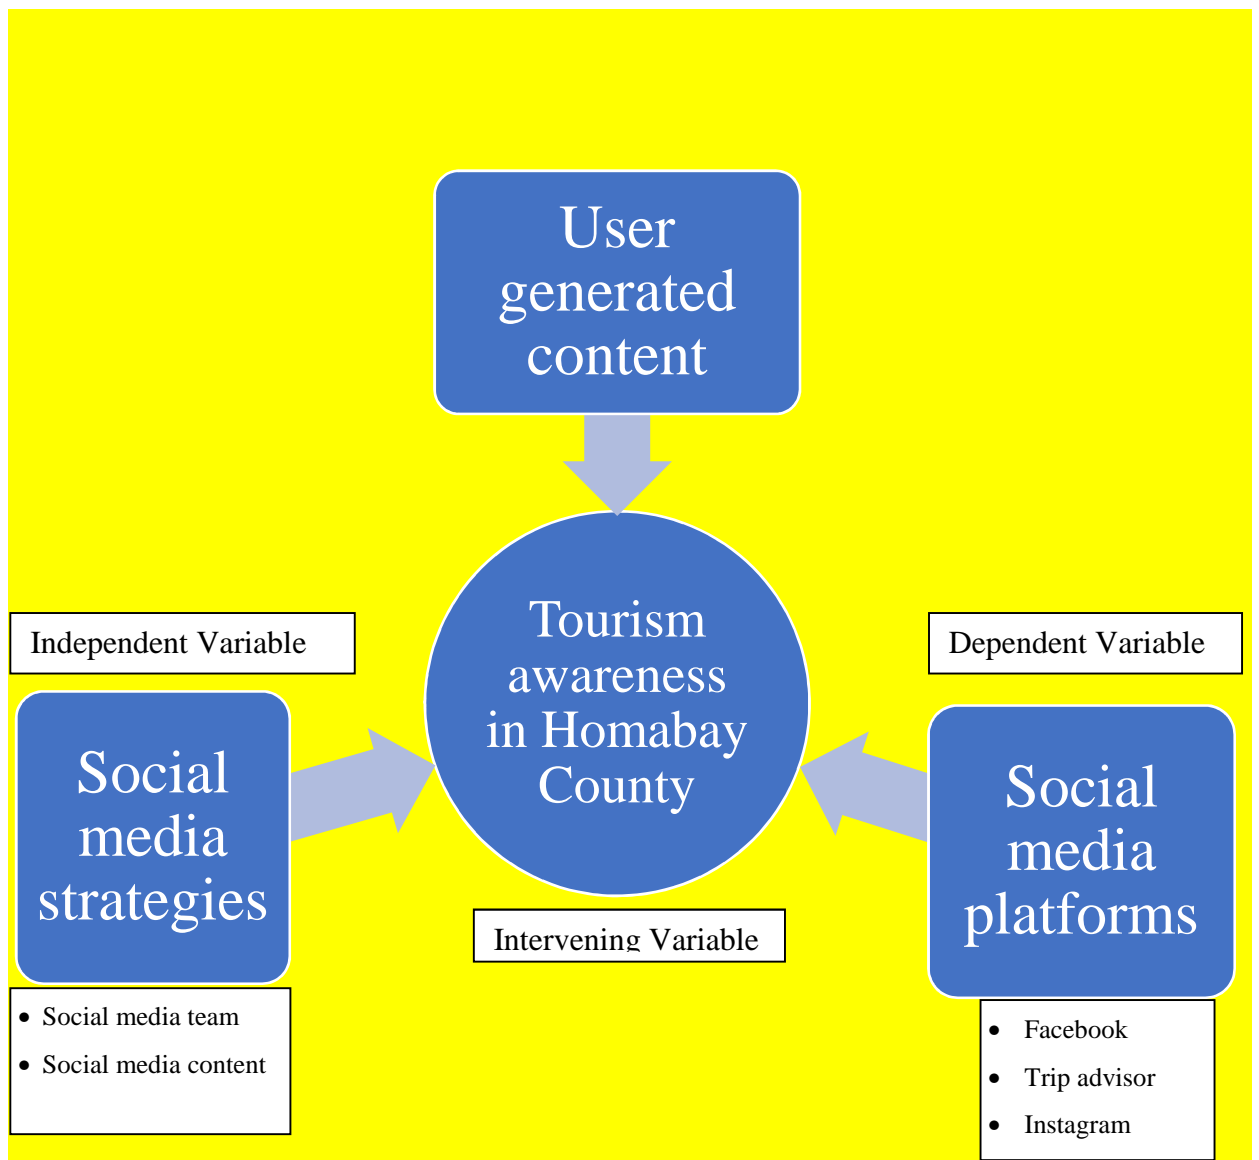 User
generated
content
Tourism
awareness
in Homabay
County
Independent Variable
Dependent Variable
Social
media
strategies
Social
media
platforms
Intervening Variable
• Social media team
• Social media content
• Facebook
• Trip advisor
• Instagram